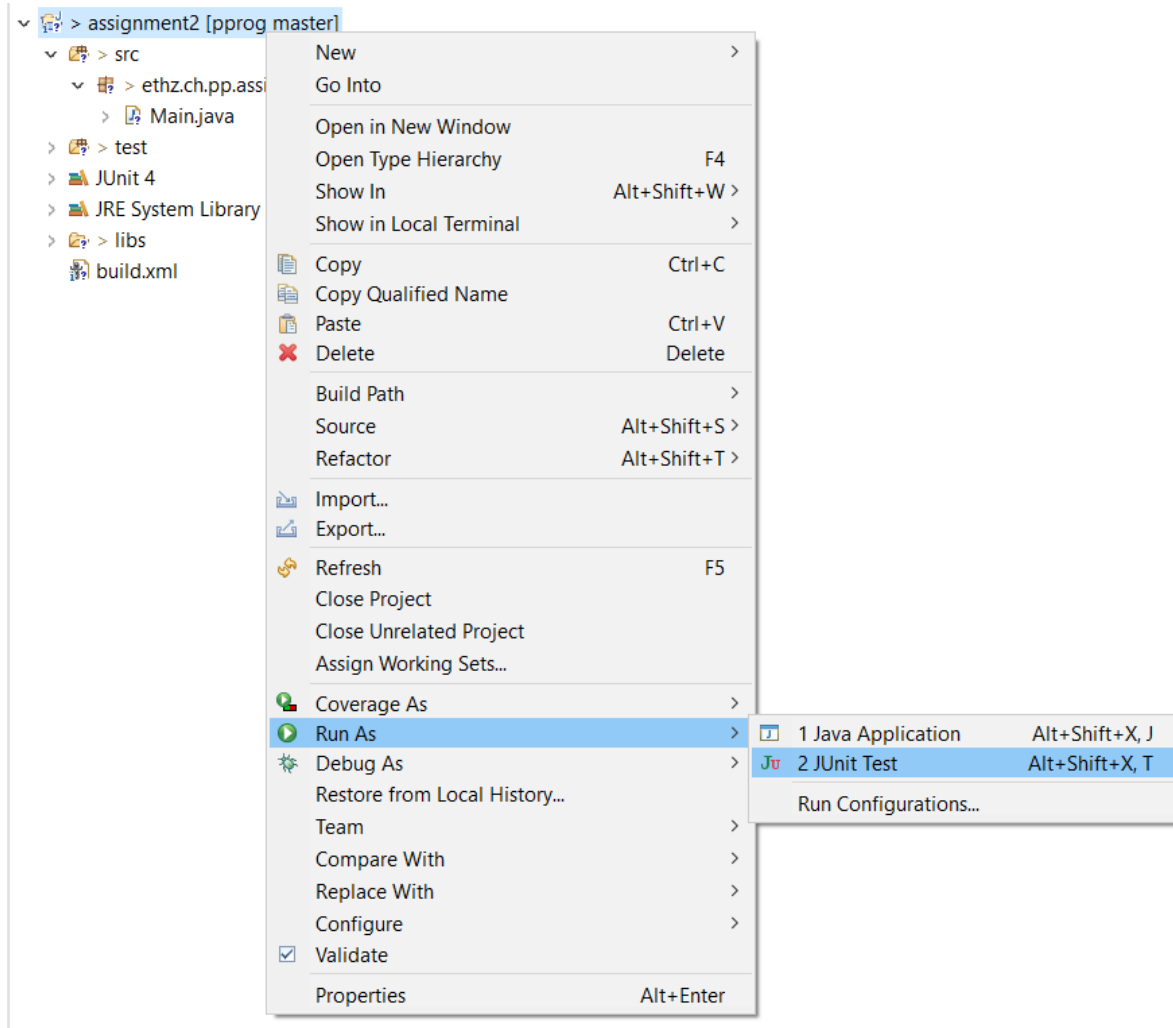 > assignment2 [pprog master]
> src
> ethz.ch.pp.assi
Main.java
> test
JUnit 4
JRE System Library
> libs
build.xml
New
Go Into
Open in New Window
Open Type Hierarchy F4
Show In Alt+Shift+W >
Show in Local Terminal
Copy Ctrl+C
Copy Qualified Name
Paste Ctrl+V
Delete Delete
Build Path
Source Alt+Shift+S >
Refactor Alt+Shift+T >
Import...
Export...
Refresh F5
Close Project
Close Unrelated Project
Assign Working Sets...
Coverage As
Run As
Debug As
Restore from Local History...
Team
Compare With
Replace With
Configure
Validate
Properties Alt+Enter
1 Java Application Alt+Shift+X, J
2 JUnit Test Alt+Shift+X, T
Run Configurations...